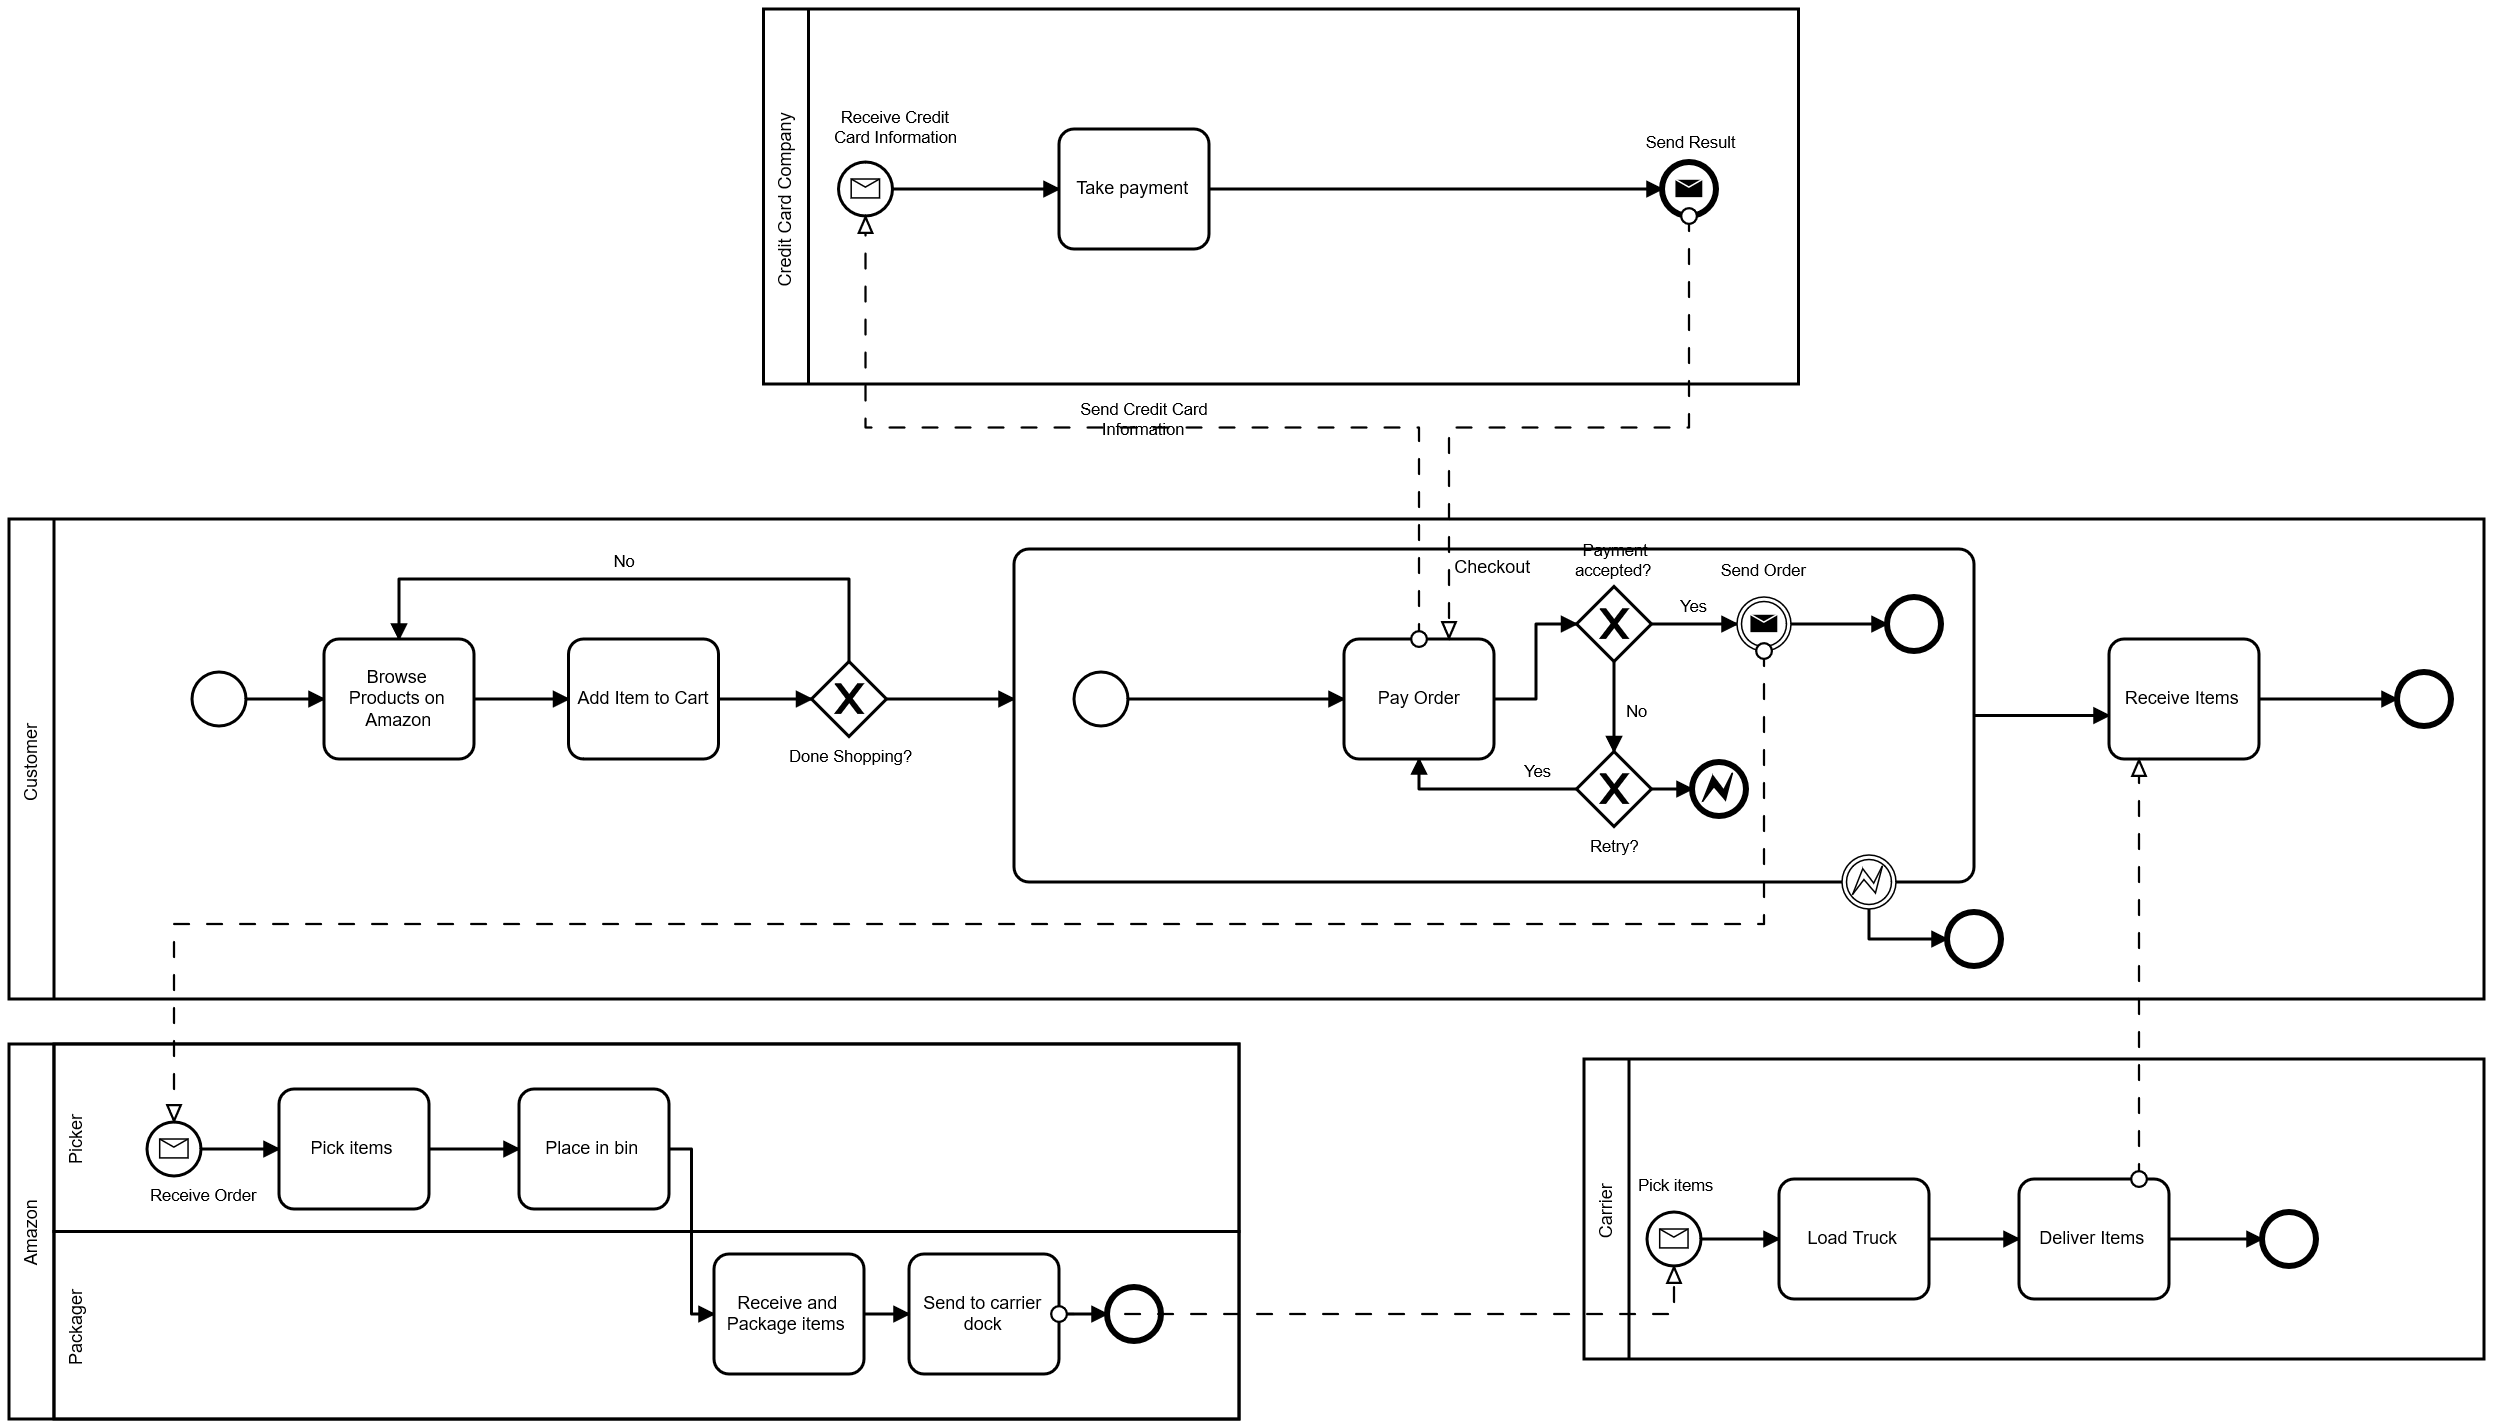 Receive Credit
Card Information
Send Result
Credit Card Company
Take payment
Send Credit Card
Information
Customer
No
Browse
Products on
Amazon
Add Item to Cart
Done Shopping?
Checkout
Pay Order
Payment
accepted?
Yes
Send Order
No
Yes
Retry?
Receive Items
Amazon
Picker
Receive Order
Pick items
Place in bin
Packager
Receive and
Package items
Send to carrier
dock
Carrier
Pick items
Load Truck
Deliver Items